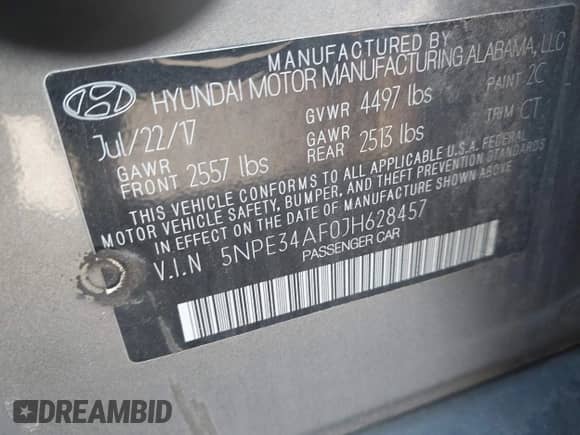 MANUFACTURED BY
HYUNDAI MOTOR MANUFACTURING ALABAMA, LLC
Jul/22/17 GVWR 4497 lbs PAINT 2C
GAWR FRONT 2557 lbs GAWR REAR 2513 lbs TRIM CT
THIS VEHICLE CONFORMS TO ALL APPLICABLE U.S.A. FEDERAL
MOTOR VEHICLE SAFETY, BUMPER, AND THEFT PREVENTION STANDARDS
IN EFFECT ON THE DATE OF MANUFACTURE SHOWN ABOVE.
V.I.N 5NPE34AF0JH628457
PASSENGER CAR
DREAMBID